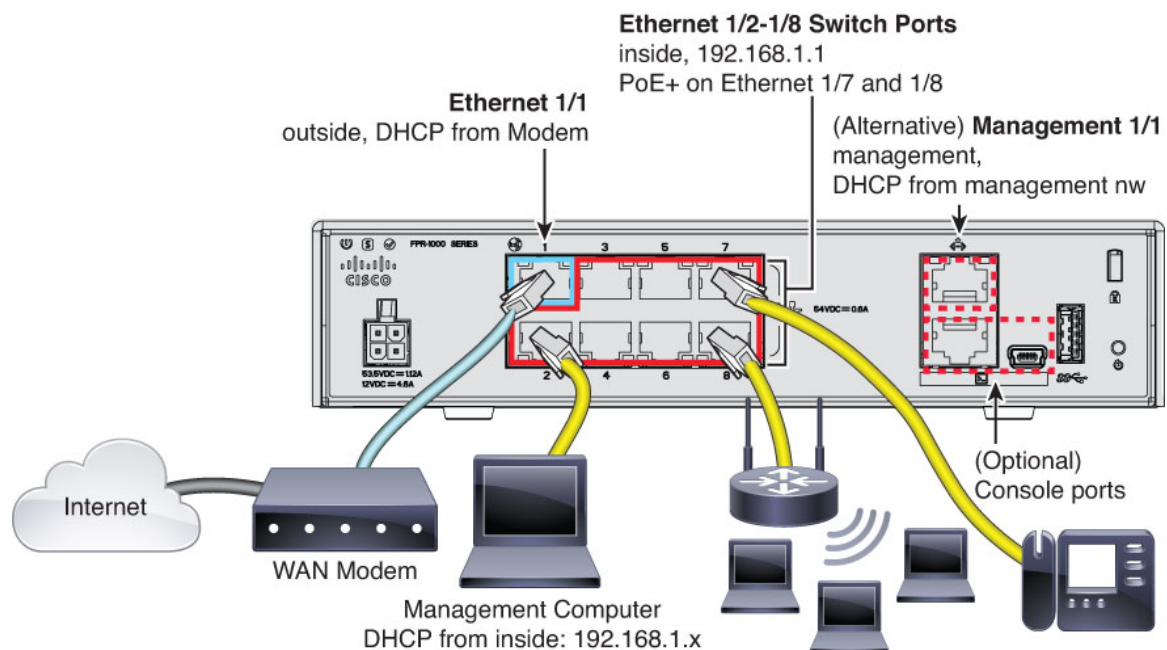 Ethernet 1/2-1/8 Switch Ports
inside, 192.168.1.1
PoE+ on Ethernet 1/7 and 1/8
Ethernet 1/1
outside, DHCP from Modem
(Alternative) Management 1/1
management,
DHCP from management nw
FPR-1000 SERIES
1 3 5 7
CISCO
54VDC⎓0.6A
53.5VDC⎓1.12A
12VDC⎓4.6A
2 4 6 8
(Optional)
Console ports
Internet
WAN Modem
Management Computer
DHCP from inside: 192.168.1.x